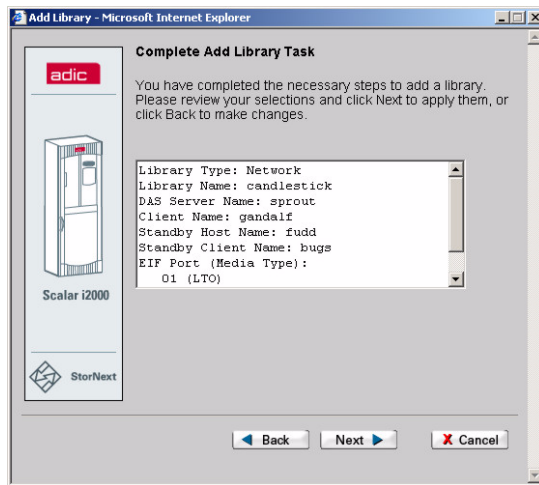 Add Library - Microsoft Internet Explorer
adic
Complete Add Library Task
You have completed the necessary steps to add a library.
Please review your selections and click Next to apply them, or
click Back to make changes.
Library Type: Network
Library Name: candlestick
DAS Server Name: sprout
Client Name: gandalf
Standby Host Name: fudd
Standby Client Name: bugs
EIF Port (Media Type):
01 (LTO)
Scalar i2000
StorNext
Back Next X Cancel